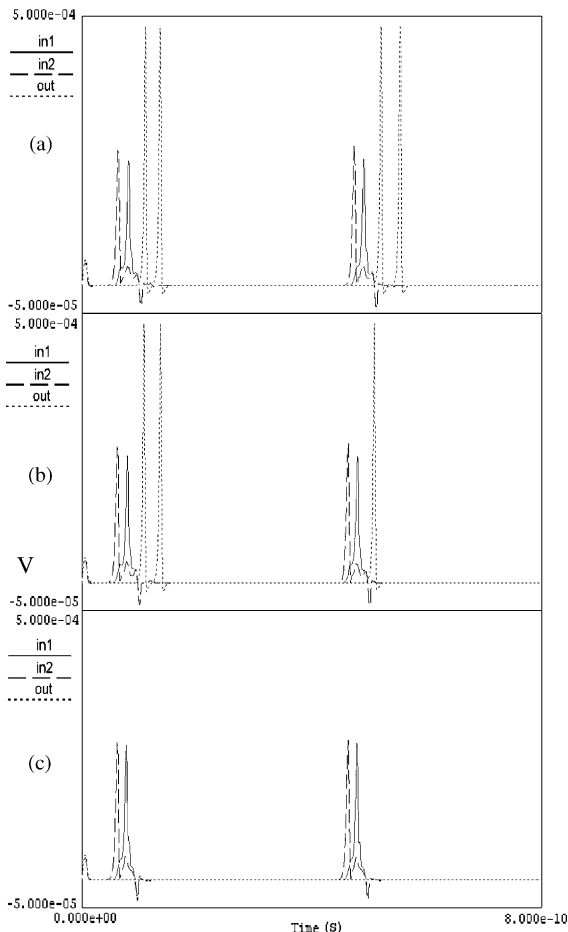 5.000e-04
in1
in2
out
(a)
-5.000e-05
5.000e-04
in1
in2
out
(b)
V
-5.000e-05
5.000e-04
in1
in2
out
(c)
-5.000e-05
0.000e+00
Time (S)
8.000e-10